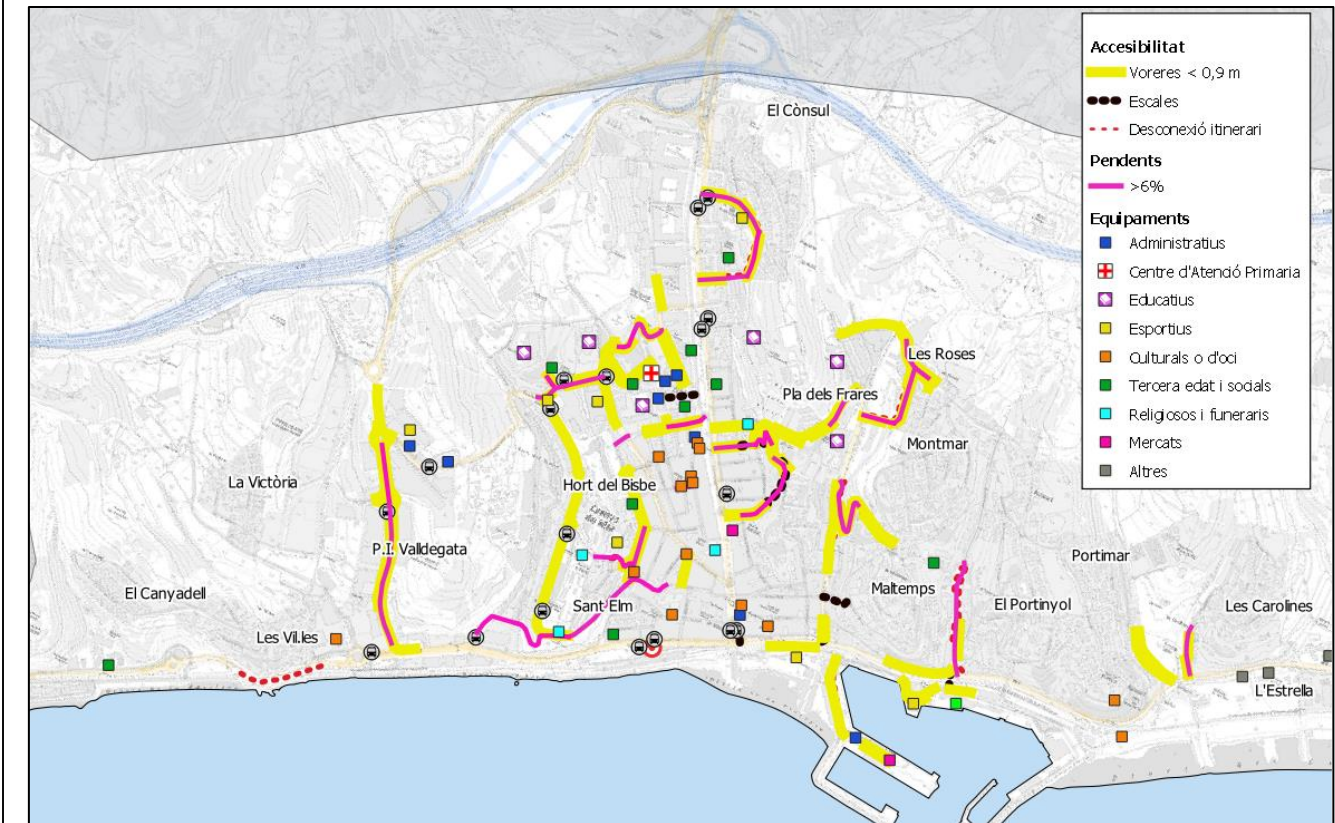 Accesibilitat
Voreres < 0,9 m
Escales
Desconexió itinerari
Pendents
>6%
Equipaments
Administratius
Centre d'Atenció Primaria
Educatius
Esportius
Culturals o d'oci
Tercera edat i socials
Religiosos i funeraris
Mercats
Altres
El Cònsul
Les Roses
Pla dels Frares
Montmar
La Victòria
Hort del Bisbe
P.I. Valldegata
Portimar
El Canyadell
Sant Elm
Maltemps
El Portinyol
Les Carolines
Les Vil.les
L'Estrella